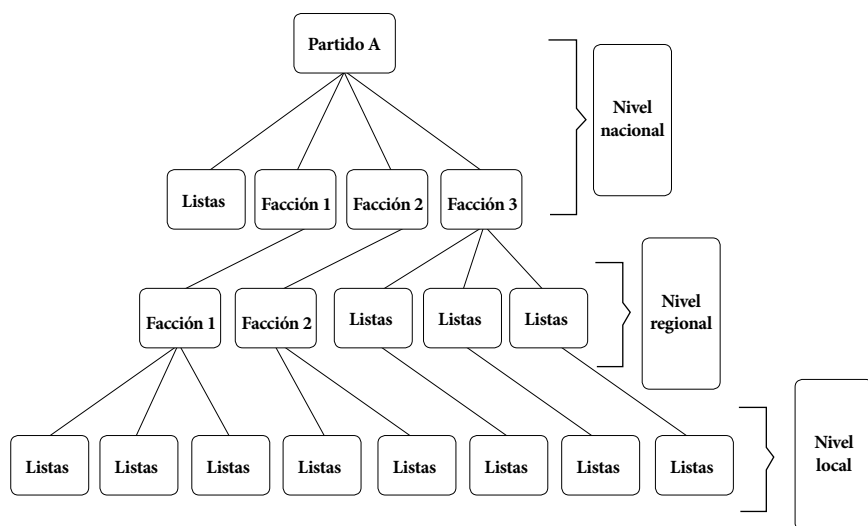 Partido A
Nivel
nacional
Listas
Facción 1
Facción 2
Facción 3
Facción 1
Facción 2
Listas
Listas
Listas
Nivel
regional
Listas
Listas
Listas
Listas
Listas
Listas
Listas
Listas
Nivel
local